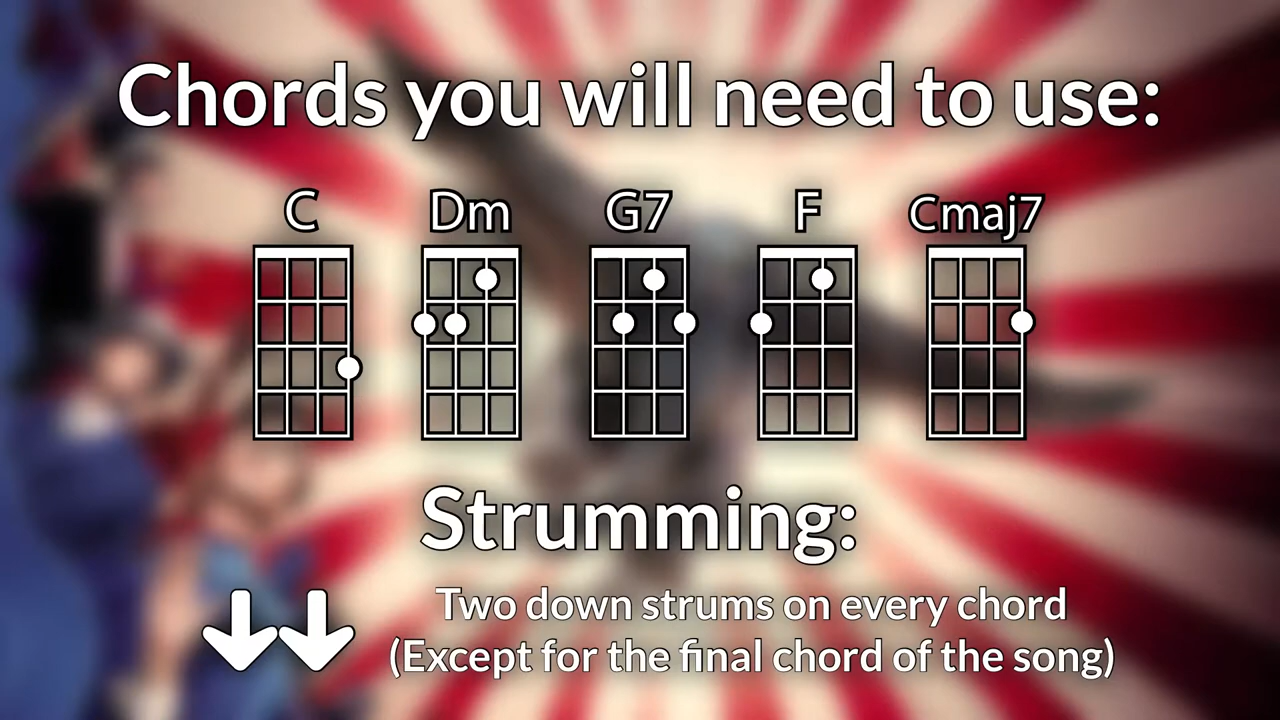 Chords you will need to use:
C Dm G7 F Cmaj7
Strumming:
Two down strums on every chord
(Except for the final chord of the song)